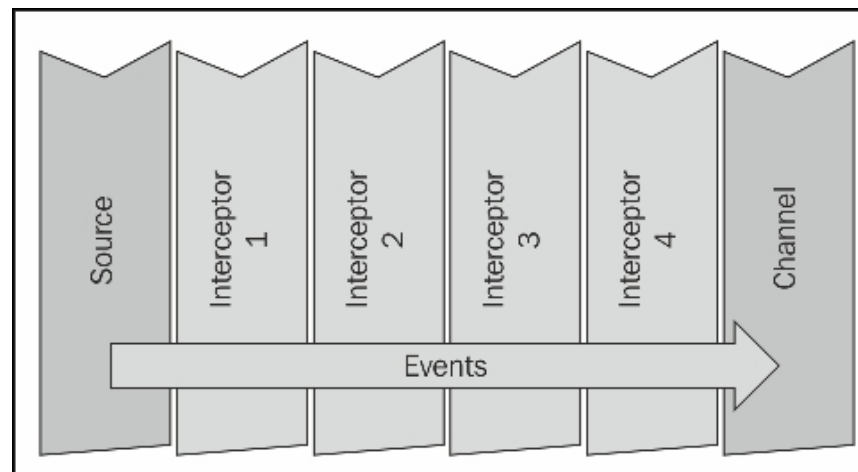 Source
Interceptor
1
Interceptor
2
Interceptor
3
Interceptor
4
Channel
Events